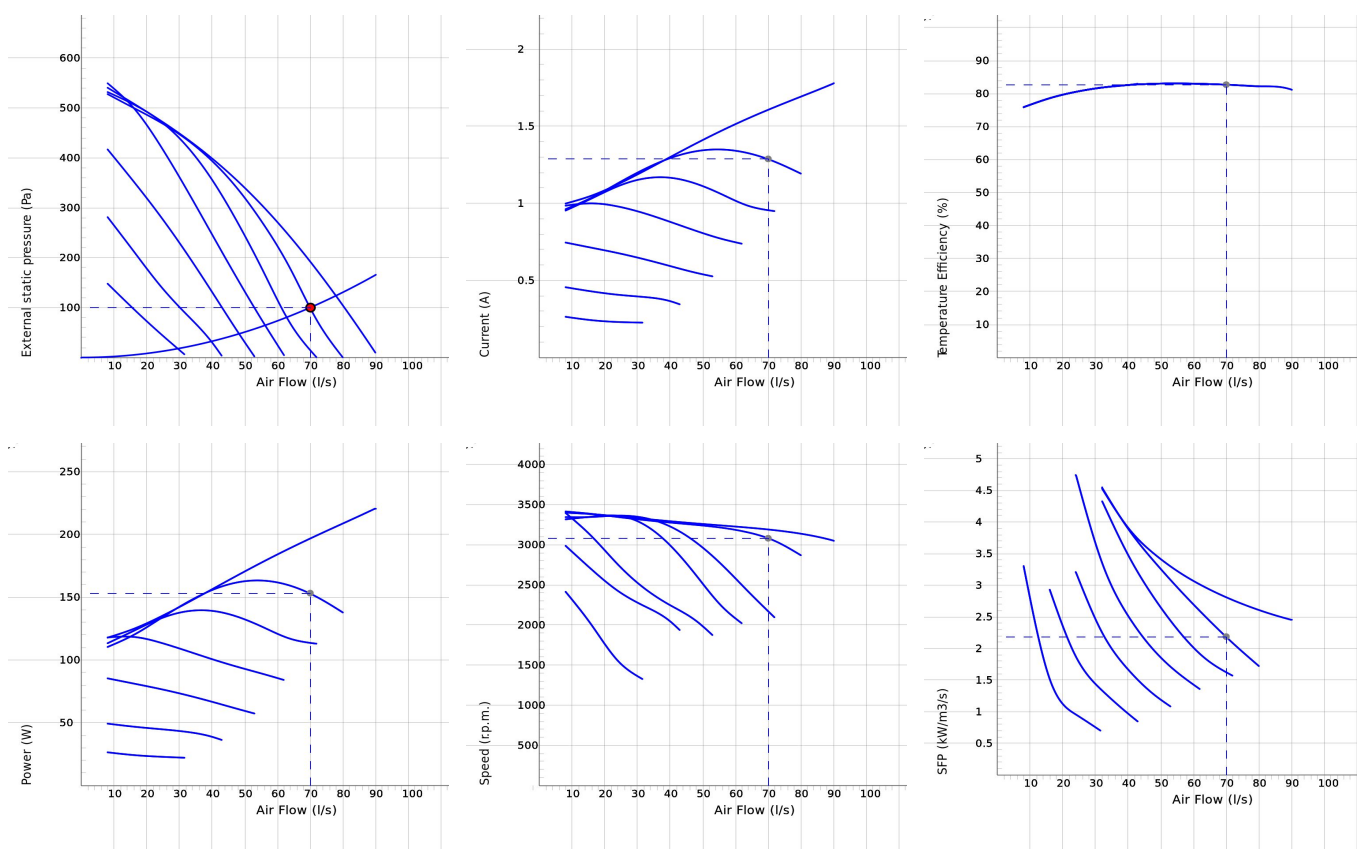 600
500
400
300
200
100
10 20 30 40 50 60 70 80 90 100
External static pressure (Pa)
Air Flow (l/s)
2
1.5
1
0.5
10 20 30 40 50 60 70 80 90 100
Current (A)
Air Flow (l/s)
90
80
70
60
50
40
30
20
10
10 20 30 40 50 60 70 80 90 100
Temperature Efficiency (%)
Air Flow (l/s)
250
200
150
100
50
10 20 30 40 50 60 70 80 90 100
Power (W)
Air Flow (l/s)
4000
3500
3000
2500
2000
1500
1000
500
10 20 30 40 50 60 70 80 90 100
Speed (r.p.m.)
Air Flow (l/s)
5
4.5
4
3.5
3
2.5
2
1.5
1
0.5
10 20 30 40 50 60 70 80 90 100
SFP (kW/m3/s)
Air Flow (l/s)